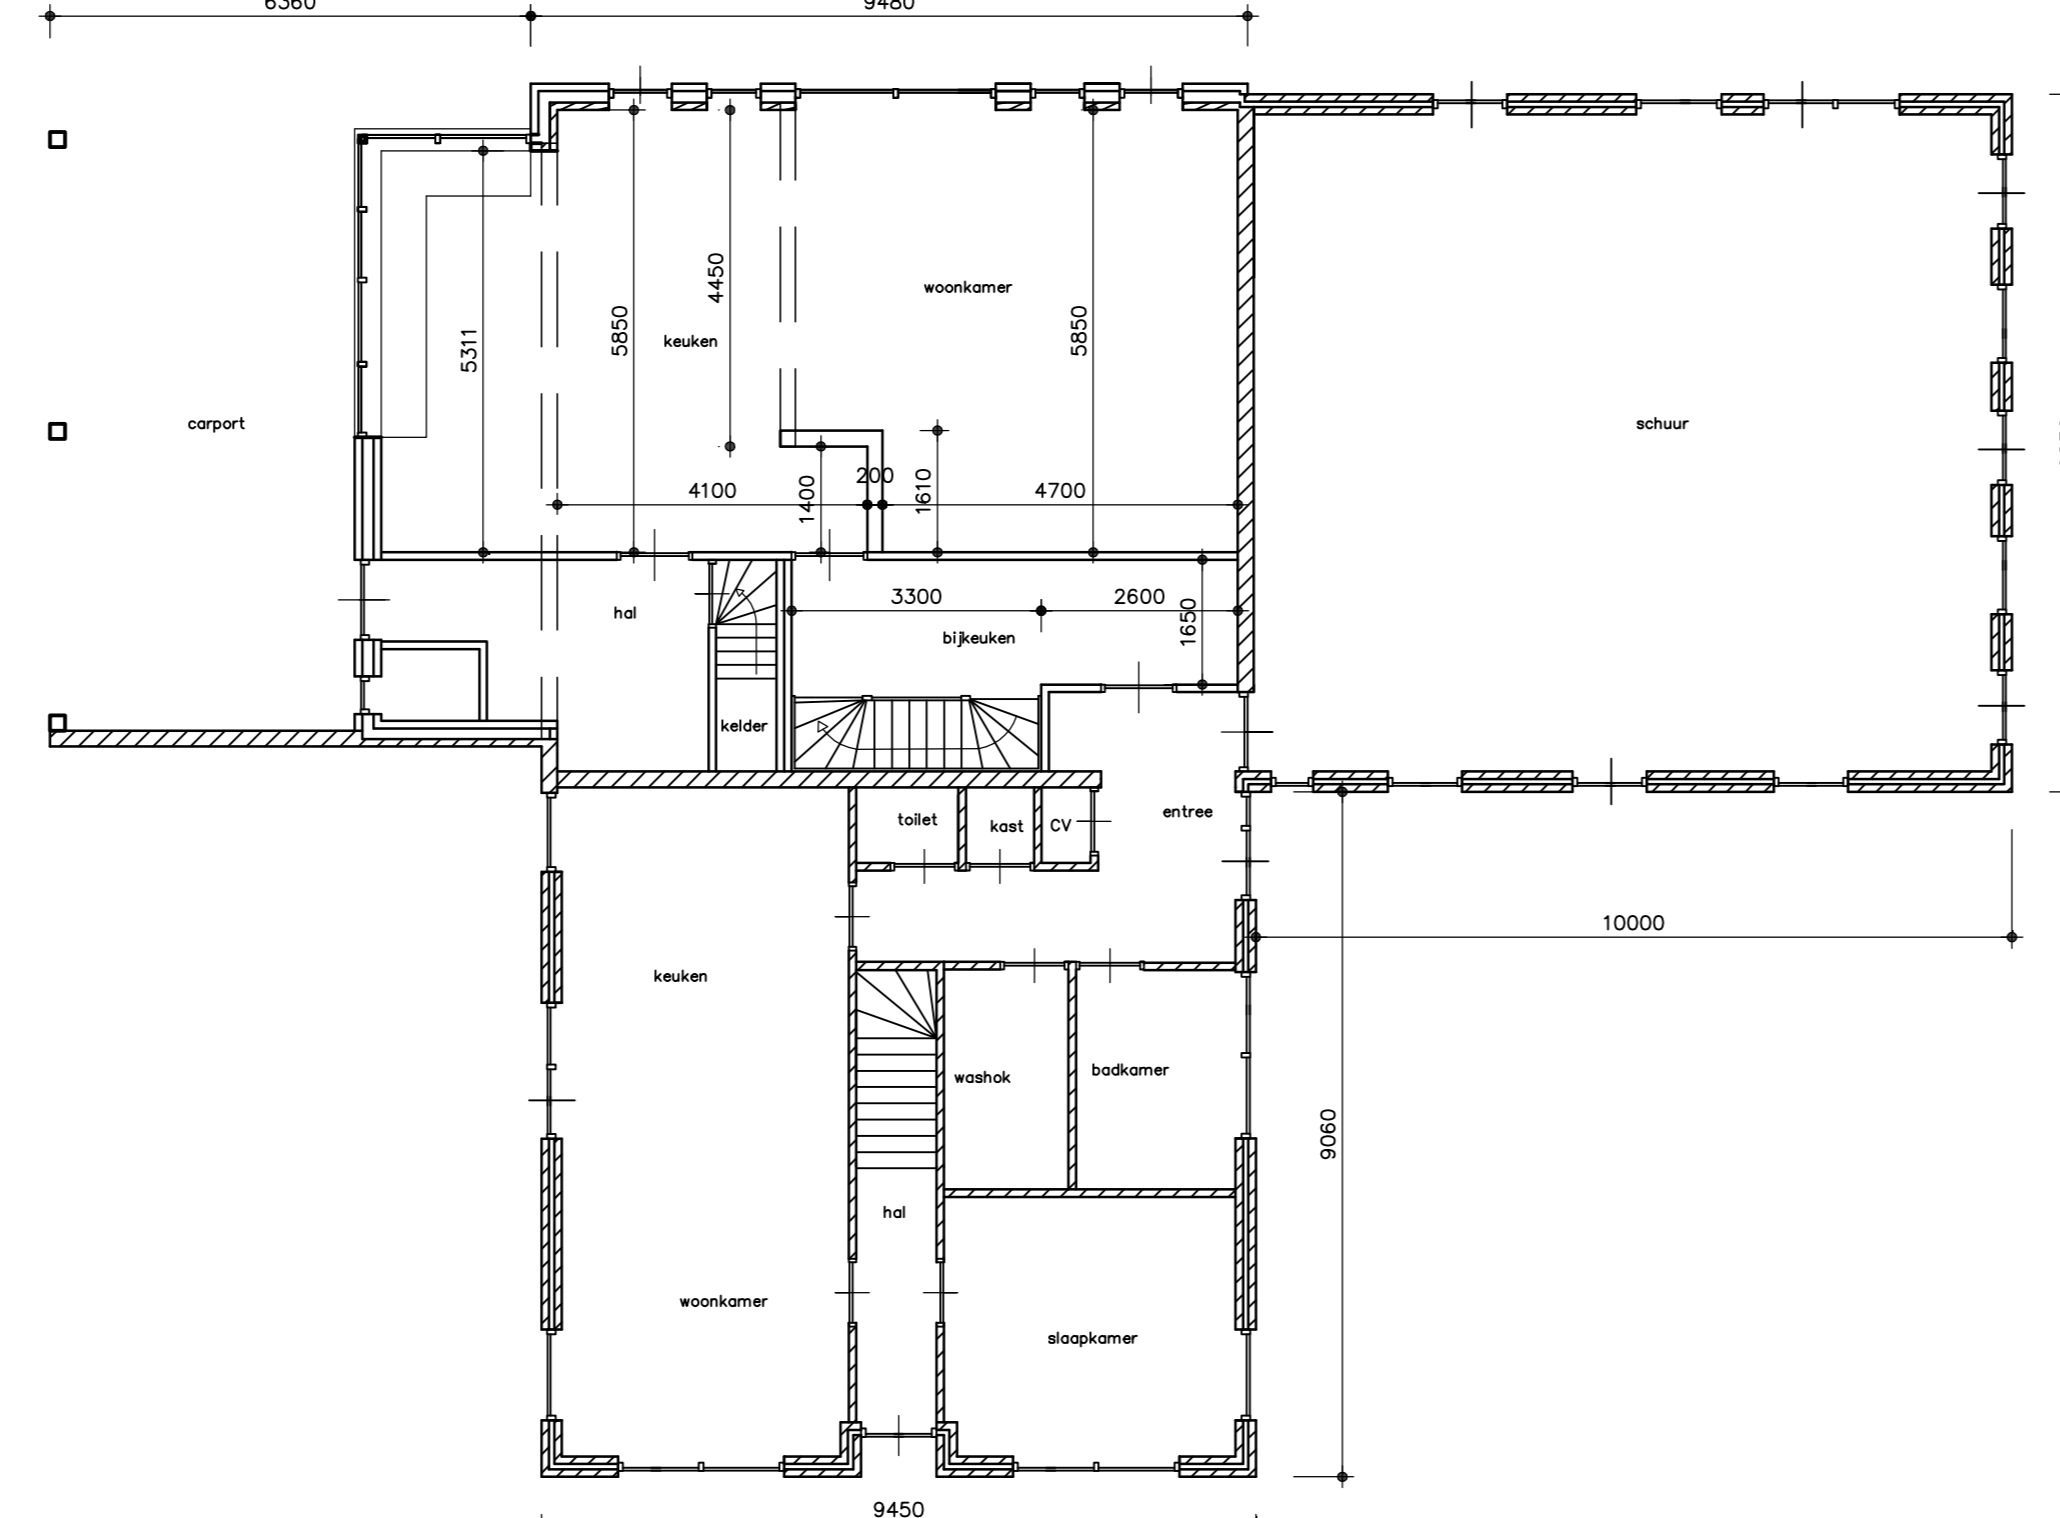 6360
9480
woonkamer
4450
5850
5850
keuken
5311
carport
schuur
200
4100
1400
1610
4700
3300
2600
1650
hal
bijkeuken
kelder
toilet
kast
CV
entree
10000
keuken
washok
badkamer
9060
hal
woonkamer
slaapkamer
9450